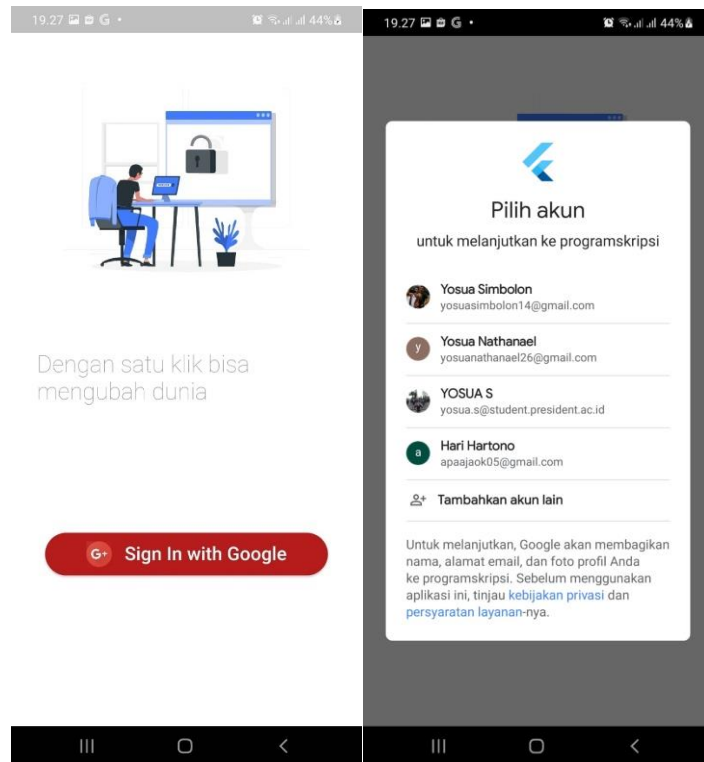 19.27 G 44%
Dengan satu klik bisa
mengubah dunia
G+ Sign In with Google
19.27 G 44%
Pilih akun
untuk melanjutkan ke programskripsi
Yosua Simbolon
yosuasimbolon14@gmail.com
y
Yosua Nathanael
yosuanathanael26@gmail.com
YOSUA S
yosua.s@student.president.ac.id
a
Hari Hartono
apaajaok05@gmail.com
Tambahkan akun lain
Untuk melanjutkan, Google akan membagikan
nama, alamat email, dan foto profil Anda
ke programskripsi. Sebelum menggunakan
aplikasi ini, tinjau kebijakan privasi dan
persyaratan layanan-nya.